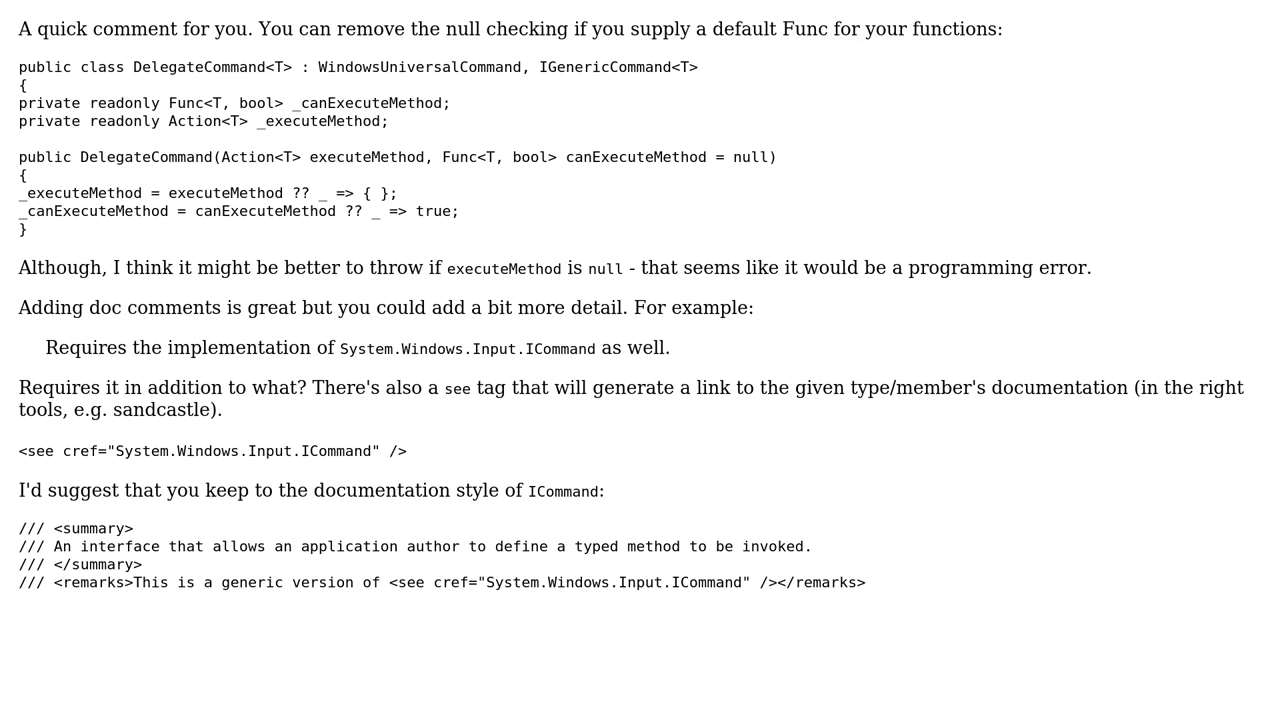 A quick comment for you. You can remove the null checking if you supply a default Func for your functions:
public class DelegateCommand<T> : WindowsUniversalCommand, IGenericCommand<T>
{
private readonly Func<T, bool> _canExecuteMethod;
private readonly Action<T> _executeMethod;
public DelegateCommand(Action<T> executeMethod, Func<T, bool> canExecuteMethod = null)
{
_executeMethod = executeMethod ?? _ => { };
_canExecuteMethod = canExecuteMethod ?? _ => true;
}
Although, I think it might be better to throw if executeMethod is null - that seems like it would be a programming error.
Adding doc comments is great but you could add a bit more detail. For example:
Requires the implementation of System.Windows.Input.ICommand as well.
Requires it in addition to what? There's also a see tag that will generate a link to the given type/member's documentation (in the right
tools, e.g. sandcastle).
<see cref="System.Windows.Input.ICommand" />
I'd suggest that you keep to the documentation style of ICommand:
/// <summary>
/// An interface that allows an application author to define a typed method to be invoked.
/// </summary>
/// <remarks>This is a generic version of <see cref="System.Windows.Input.ICommand" /></remarks>